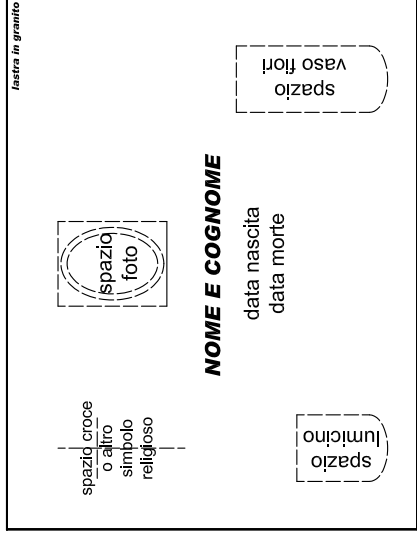 lastra in granito
spazio croce
o altro
simbolo
religioso
spazio
foto
NOME E COGNOME
data nascita
data morte
spazio
lumicino
spazio
vaso fiori